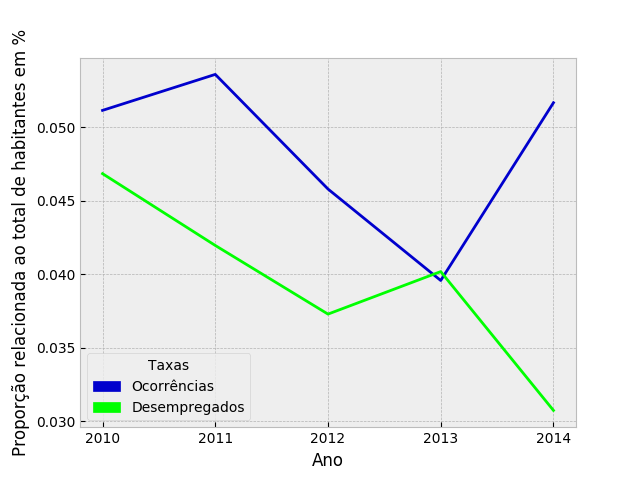 Proporção relacionada ao total de habitantes em %
0.050
0.045
0.040
0.035
0.030
Taxas
Ocorrências
Desempregados
2010 2011 2012 2013 2014
Ano